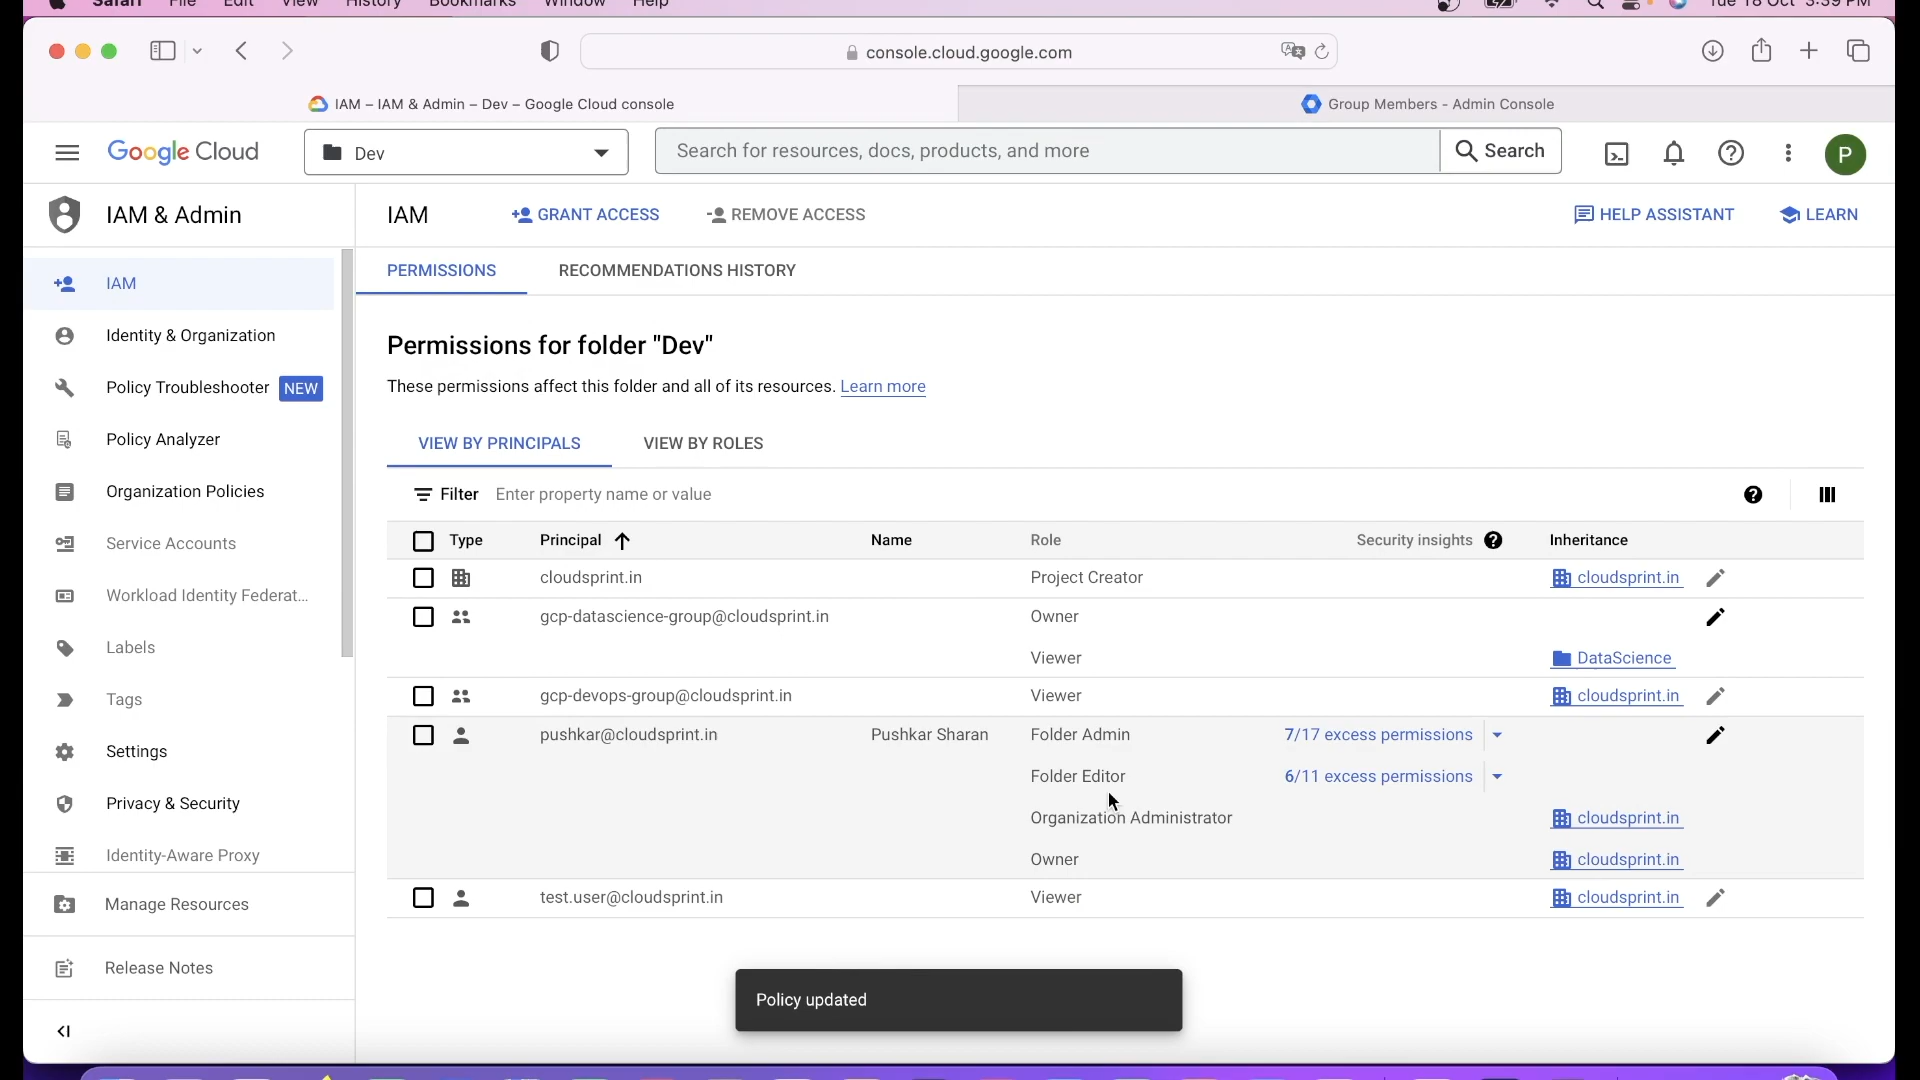 Safari File Edit View History Bookmarks Window Help Tue 18 Oct 3:39 PM
console.cloud.google.com
IAM – IAM & Admin – Dev – Google Cloud console
Group Members - Admin Console
Google Cloud
Dev
Search for resources, docs, products, and more
Search
P
IAM & Admin
IAM
GRANT ACCESS
REMOVE ACCESS
HELP ASSISTANT
LEARN
IAM
Identity & Organization
Policy Troubleshooter NEW
Policy Analyzer
Organization Policies
Service Accounts
Workload Identity Federat...
Labels
Tags
Settings
Privacy & Security
Identity-Aware Proxy
Manage Resources
Release Notes
PERMISSIONS
RECOMMENDATIONS HISTORY
Permissions for folder "Dev"
These permissions affect this folder and all of its resources. Learn more
VIEW BY PRINCIPALS
VIEW BY ROLES
Filter Enter property name or value
Type Principal Name Role Security insights Inheritance
cloudsprint.in Project Creator cloudsprint.in
gcp-datascience-group@cloudsprint.in Owner
Viewer DataScience
gcp-devops-group@cloudsprint.in Viewer cloudsprint.in
pushkar@cloudsprint.in Pushkar Sharan Folder Admin 7/17 excess permissions
Folder Editor 6/11 excess permissions
Organization Administrator cloudsprint.in
Owner cloudsprint.in
test.user@cloudsprint.in Viewer cloudsprint.in
Policy updated